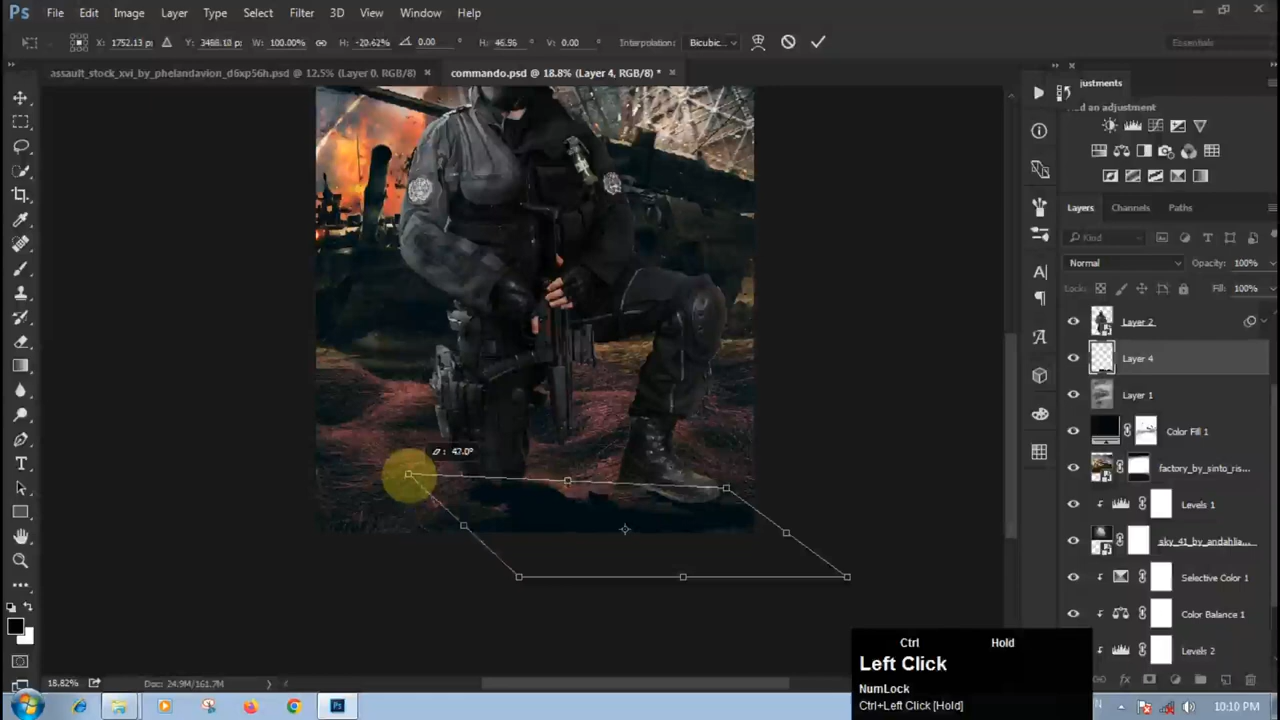 Ps File Edit Image Layer Type Select Filter 3D View Window Help
X: 1752.13 px Y: 3488.10 px W: 100.00% H: -20.62% 0.00 ° H: 46.96 ° V: 0.00 ° Interpolation: Bicubic... Essentials
assault_stock_xvi_by_phelandavion_d6xp56h.psd @ 12.5% (Layer 0, RGB/8) × commando.psd @ 18.8% (Layer 4, RGB/8) * ×
djustments
Add an adjustment
Layers Channels Paths
Kind
Normal Opacity: 100%
Lock: Fill: 100%
Layer 2
Layer 4
Layer 1
Color Fill 1
factory_by_sinto_ris...
Levels 1
sky_41_by_andahlia...
Selective Color 1
Color Balance 1
Levels 2
: 47.0°
Ctrl Hold
Left Click
NumLock
Ctrl+Left Click [Hold]
18.82% Doc: 24.9M/161.7M
10:10 PM